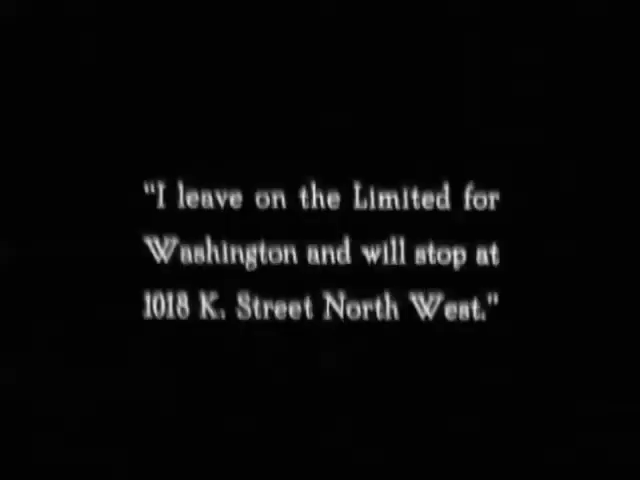 "I leave on the Limited for
Washington and will stop at
1018 K. Street North West."